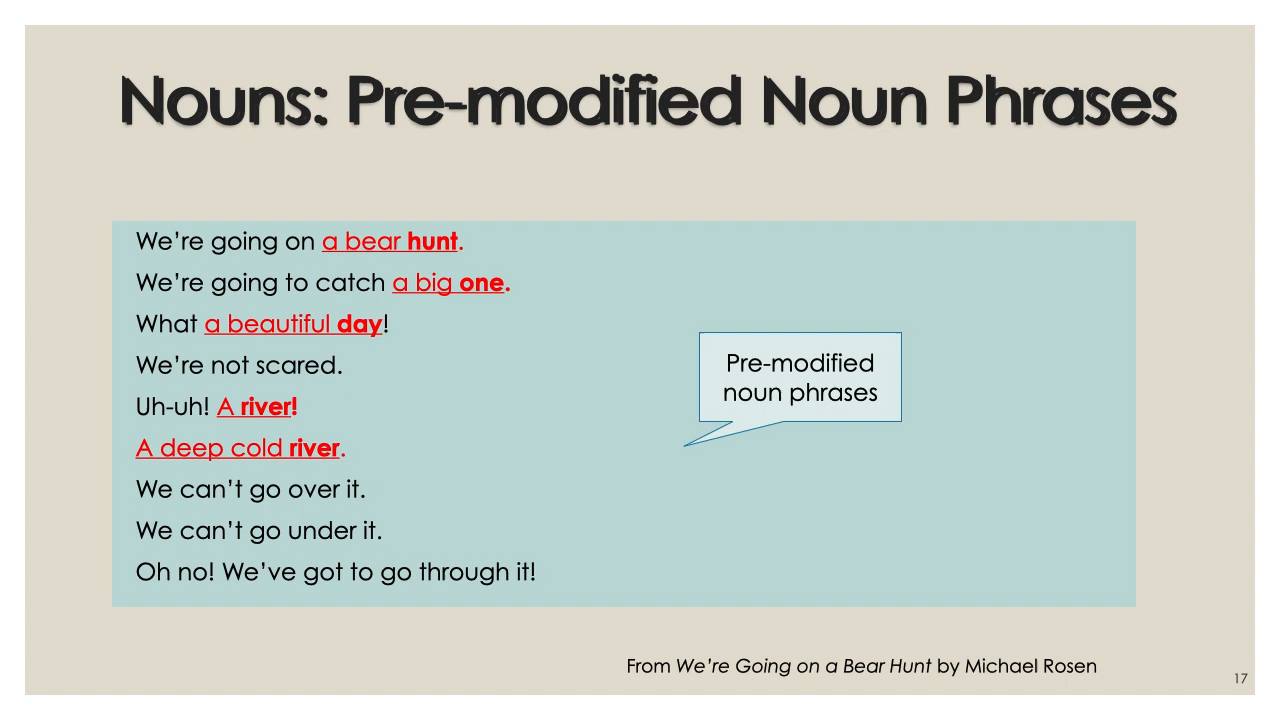 Nouns: Pre-modified Noun Phrases
We’re going on a bear hunt.
We’re going to catch a big one.
What a beautiful day!
We’re not scared.
Uh-uh! A river!
A deep cold river.
We can’t go over it.
We can’t go under it.
Oh no! We’ve got to go through it!
Pre-modified
noun phrases
From We’re Going on a Bear Hunt by Michael Rosen
17